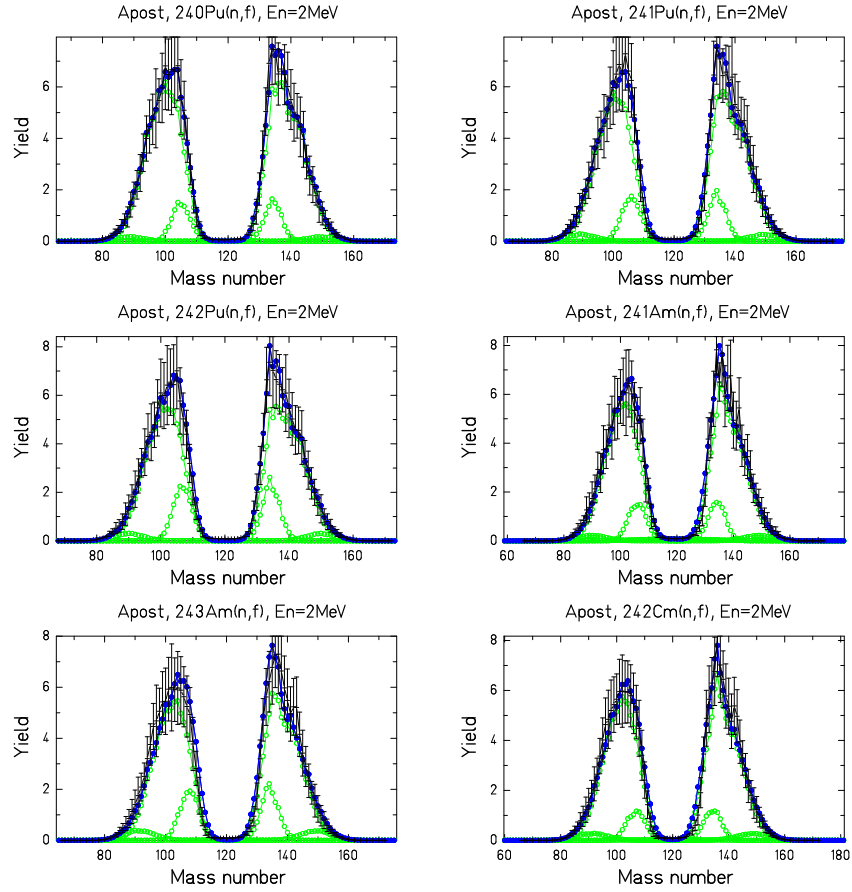 Apost, 240Pu(n,f), En=2MeV
Yield
6
4
2
0
80 100 120 140 160
Mass number
Apost, 241Pu(n,f), En=2MeV
Yield
6
4
2
0
80 100 120 140 160
Mass number
Apost, 242Pu(n,f), En=2MeV
Yield
8
6
4
2
0
80 100 120 140 160
Mass number
Apost, 241Am(n,f), En=2MeV
Yield
8
6
4
2
0
60 80 100 120 140 160
Mass number
Apost, 243Am(n,f), En=2MeV
Yield
8
6
4
2
0
80 100 120 140 160
Mass number
Apost, 242Cm(n,f), En=2MeV
Yield
8
6
4
2
0
60 80 100 120 140 160 180
Mass number